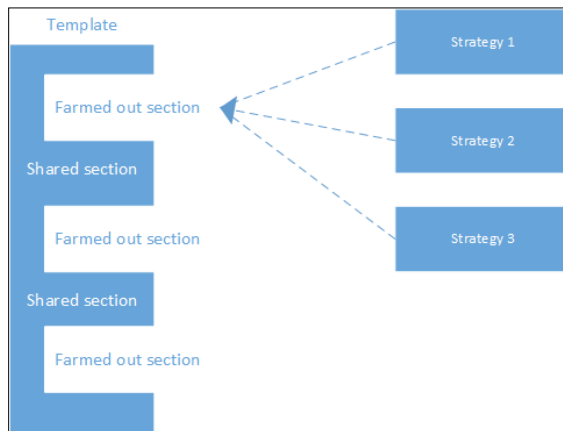 Template
Farmed out section
Shared section
Farmed out section
Shared section
Farmed out section
Strategy 1
Strategy 2
Strategy 3